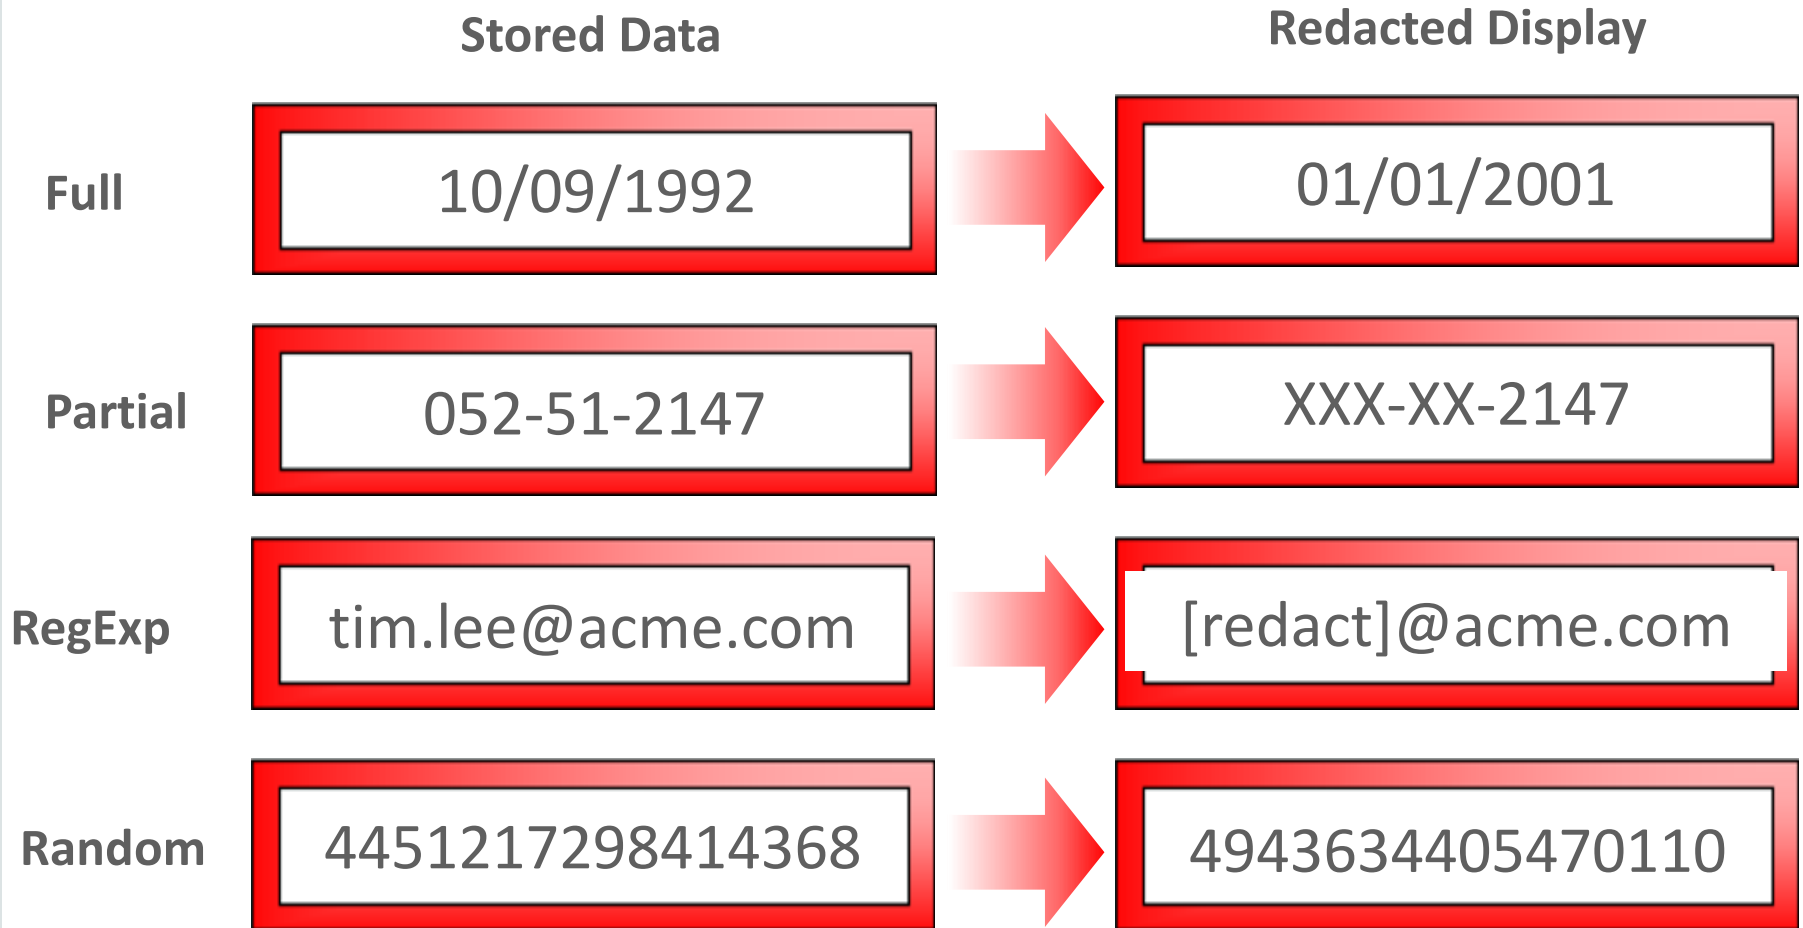 Stored Data
Redacted Display
Full
10/09/1992
01/01/2001
Partial
052-51-2147
XXX-XX-2147
RegExp
tim.lee@acme.com
[redact]@acme.com
Random
4451217298414368
4943634405470110